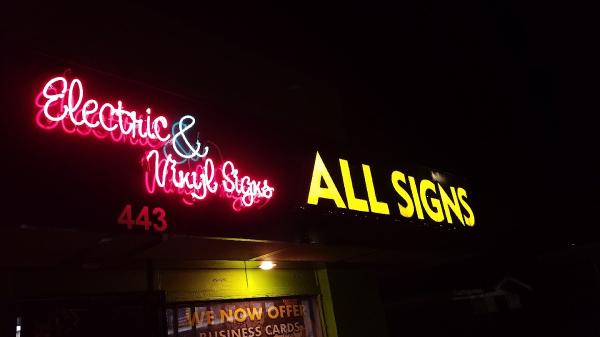 Electric &
Vinyl Signs
ALL SIGNS
443
WE NOW OFFER
BUSINESS CARDS